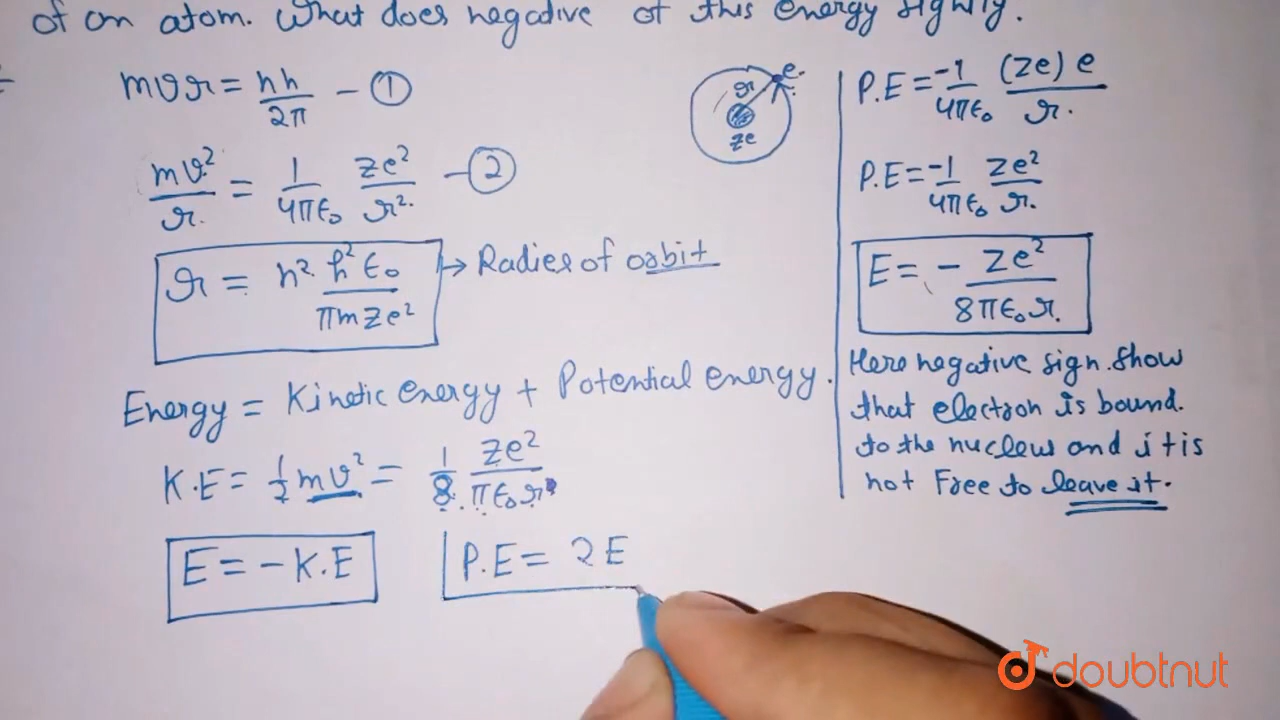 of an atom. What does negative of this energy signify.
mvr = nh/2π — ①
mv²/r = 1/4πϵ₀ ze²/r² — ②
r = n² h² ϵ₀/πmze² → Radies of orbit
Energy = Kinetic energy + Potential energy.
K.E = 1/2 mv² = 1/8 ze²/πϵ₀r
E = - K.E
P.E = 2E
e-
r
ze
P.E = -1/4πϵ₀ (ze)e/r.
P.E = -1/4πϵ₀ ze²/r.
E = - ze²/8πϵ₀r.
Here negative sign. show
that electron is bound.
to the nucleus and it is
not Free to leave it.
doubtnut